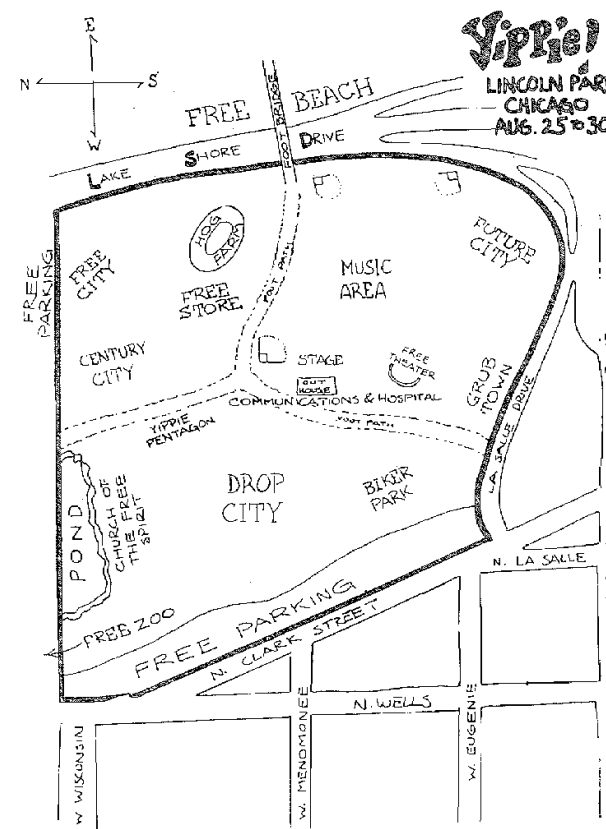 E
N
S
W
Yippie!
LINCOLN PAR
CHICAGO
AUG. 25 TO 30
FREE BEACH
FOOT BRIDGE
LAKE SHORE DRIVE
FREE PARKING
FREE
CITY
HOG
FARM
FREE
STORE
FOOT PATH
MUSIC
AREA
FUTURE
CITY
CENTURY
CITY
STAGE
FREE
THEATER
OUT
HOUSE
COMMUNICATIONS & HOSPITAL
GRUB
TOWN
LA SALLE DRIVE
YIPPIE
PENTAGON
FOOT PATH
POND
CHURCH OF
THE FREE
SPIRIT
DROP
CITY
BIKER
PARK
FREE ZOO
FREE PARKING
N. CLARK STREET
N. LA SALLE
N. WELLS
W WISCONSIN
W. MENOMONEE
W. EUGENIE